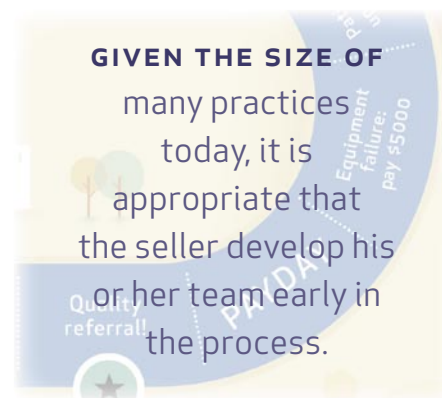 GIVEN THE SIZE OF
many practices
today, it is
appropriate that
the seller develop his
or her team early in
the process.
Equipment
failure:
pay $5000
PAYDAY
Quality
referral!